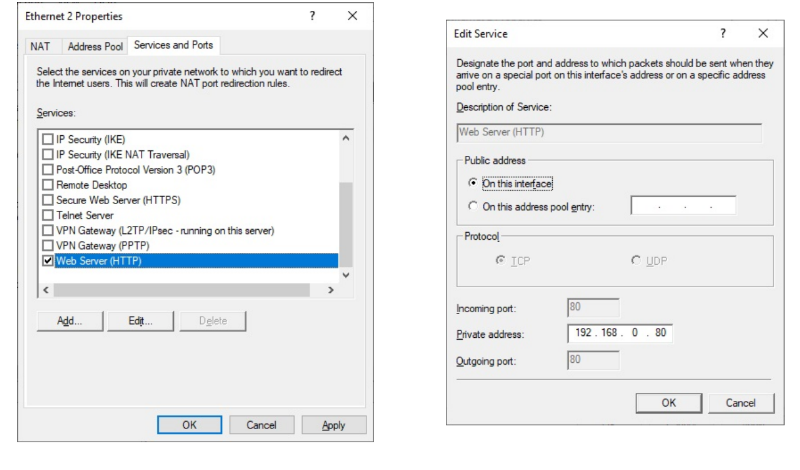 Ethernet 2 Properties
NAT
Address Pool
Services and Ports
Select the services on your private network to which you want to redirect
the Internet users. This will create NAT port redirection rules.
Services:
IP Security (IKE)
IP Security (IKE NAT Traversal)
Post-Office Protocol Version 3 (POP3)
Remote Desktop
Secure Web Server (HTTPS)
Telnet Server
VPN Gateway (L2TP/IPsec - running on this server)
VPN Gateway (PPTP)
Web Server (HTTP)
Add...
Edit...
Delete
OK
Cancel
Apply
Edit Service
Designate the port and address to which packets should be sent when they
arrive on a special port on this interface's address or on a specific address
pool entry.
Description of Service:
Web Server (HTTP)
Public address
On this interface
On this address pool entry:
. . .
Protocol
TCP
UDP
Incoming port:
80
Private address:
192 . 168 . 0 . 80
Outgoing port:
80
OK
Cancel